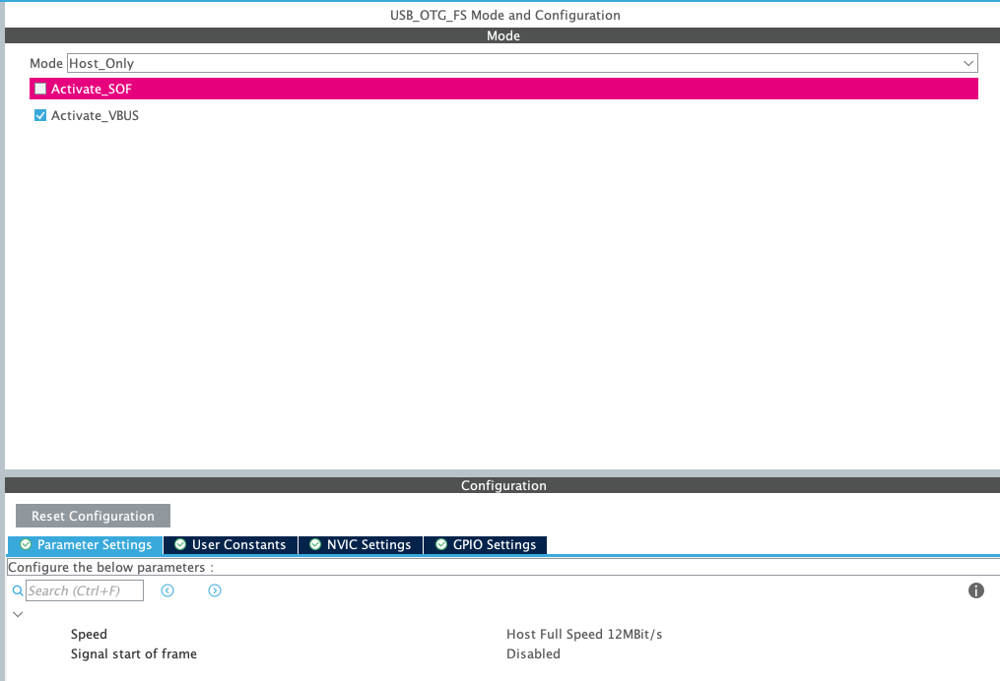 USB_OTG_FS Mode and Configuration
Mode
Mode Host_Only
Activate_SOF
Activate_VBUS
Configuration
Reset Configuration
Parameter Settings User Constants NVIC Settings GPIO Settings
Configure the below parameters :
Search (Ctrl+F)
Speed Host Full Speed 12MBit/s
Signal start of frame Disabled